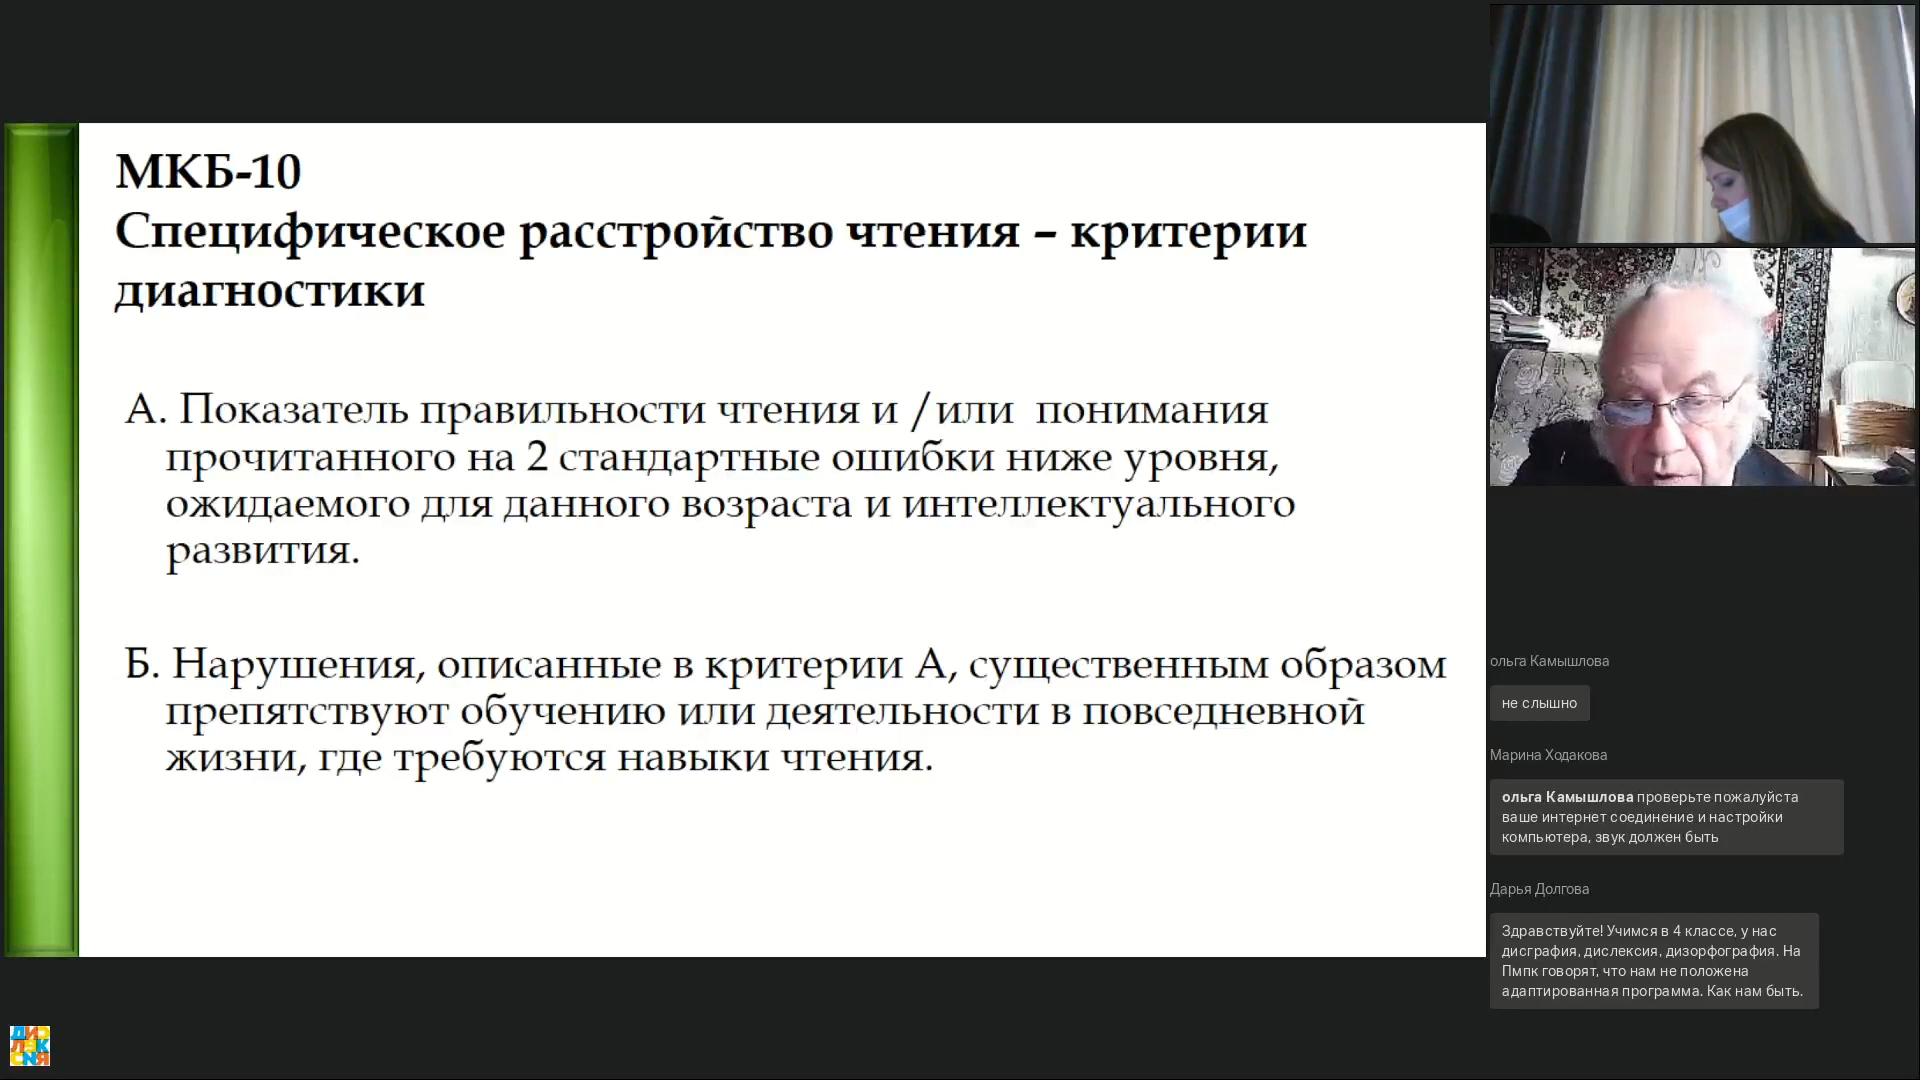 МКБ-10
Специфическое расстройство чтения – критерии
диагностики
А. Показатель правильности чтения и /или понимания
прочитанного на 2 стандартные ошибки ниже уровня,
ожидаемого для данного возраста и интеллектуального
развития.
Б. Нарушения, описанные в критерии А, существенным образом
препятствуют обучению или деятельности в повседневной
жизни, где требуются навыки чтения.
ольга Камышлова
не слышно
Марина Ходакова
ольга Камышлова проверьте пожалуйста
ваше интернет соединение и настройки
компьютера, звук должен быть
Дарья Долгова
Здравствуйте! Учимся в 4 классе, у нас
дисграфия, дислексия, дизорфография. На
Пмпк говорят, что нам не положена
адаптированная программа. Как нам быть.
ДИС
ЛЕК
СИЯ